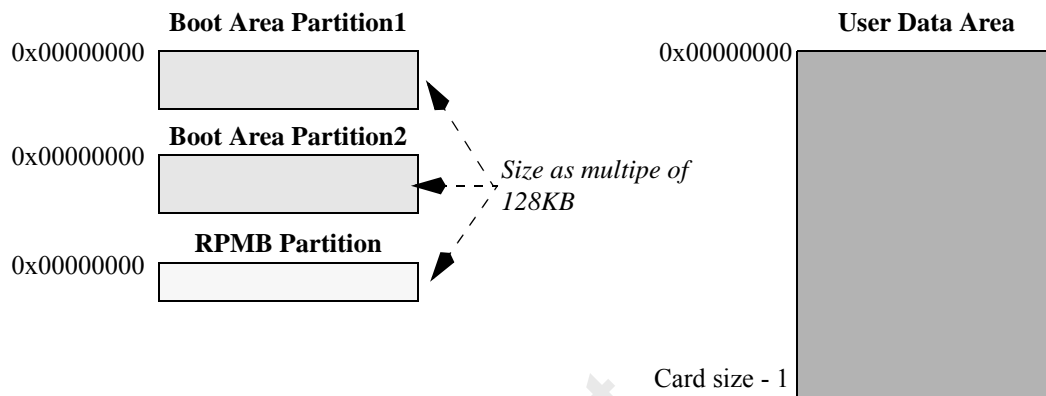 Boot Area Partition1
0x00000000
Boot Area Partition2
0x00000000
Size as multipe of
128KB
RPMB Partition
0x00000000
User Data Area
0x00000000
Card size - 1